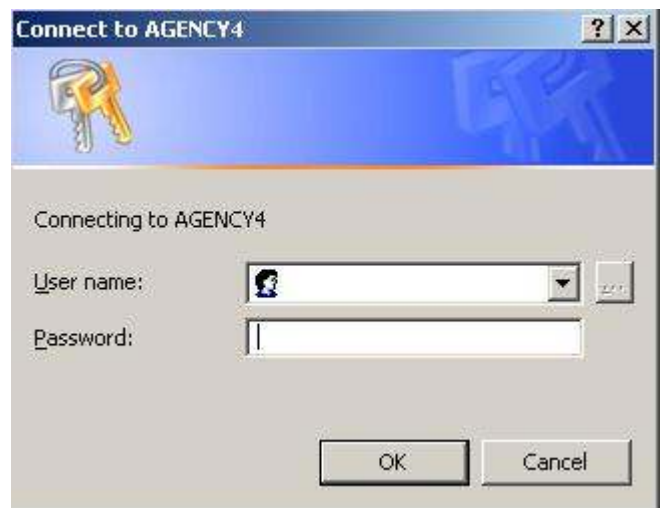 Connect to AGENCY4
Connecting to AGENCY4
User name:
Password:
OK Cancel